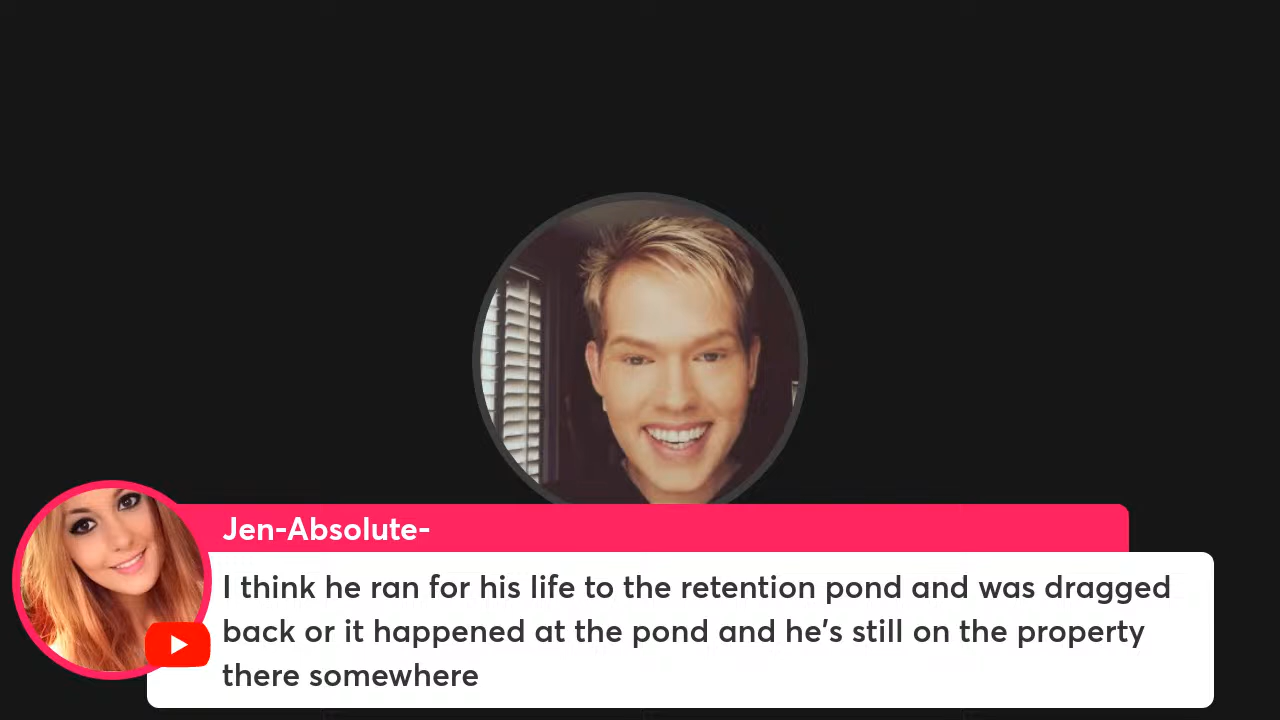 Jen-Absolute-
I think he ran for his life to the retention pond and was dragged
back or it happened at the pond and he's still on the property
there somewhere